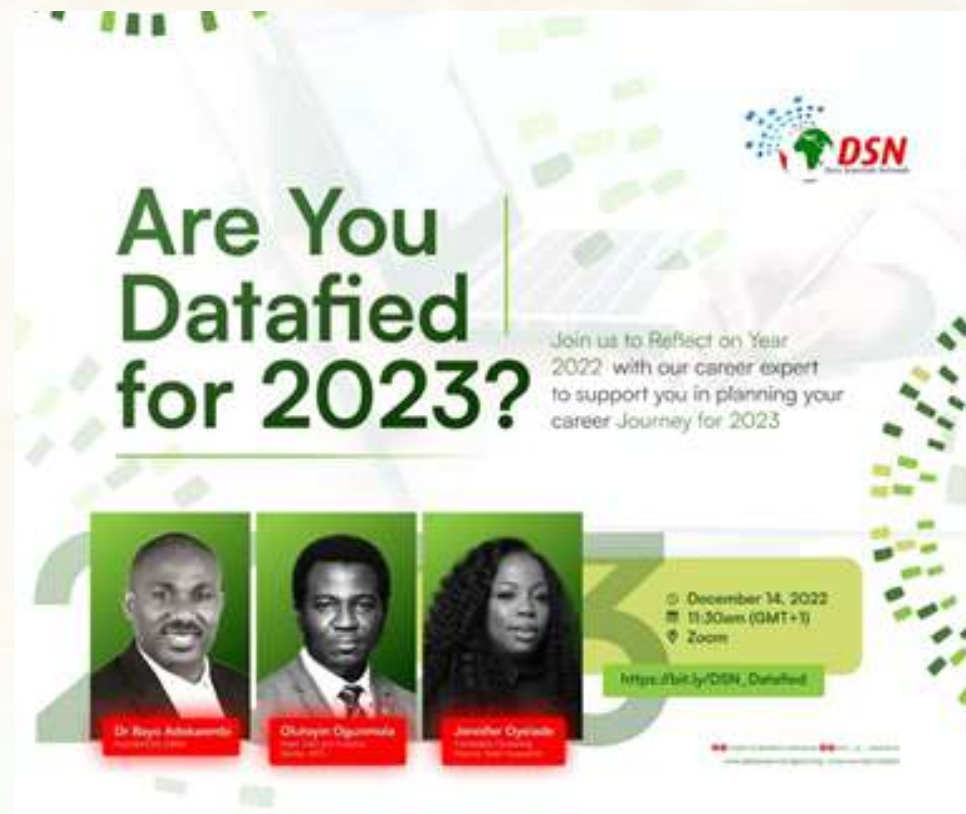 DSN
Are You
Datafied
for 2023?
Join us to Reflect on Year
2022 with our career expert
to support you in planning your
career Journey for 2023
December 14, 2022
11:30am (GMT+1)
Zoom
https://bit.ly/DSN_Datafied
Dr Bayo Adekanmbi
Olutoyin Ogunmola
Jennifer Oyelade